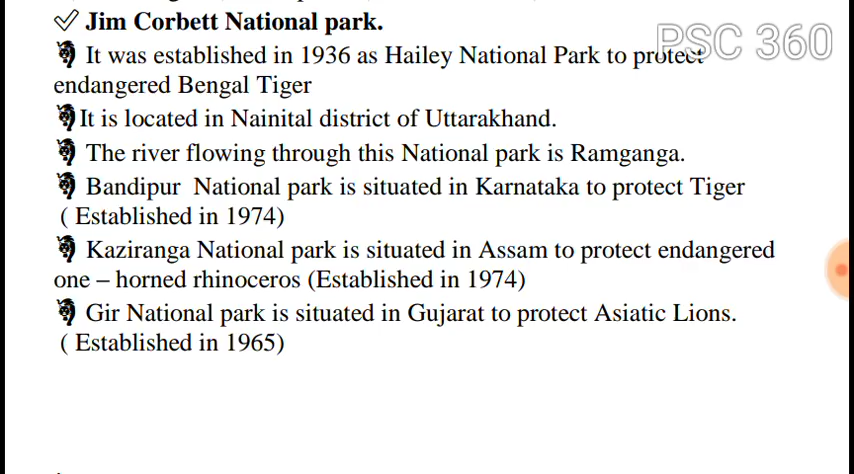 ✓ Jim Corbett National park.
PSC 360
It was established in 1936 as Hailey National Park to protect
endangered Bengal Tiger
It is located in Nainital district of Uttarakhand.
The river flowing through this National park is Ramganga.
Bandipur National park is situated in Karnataka to protect Tiger
( Established in 1974)
Kaziranga National park is situated in Assam to protect endangered
one – horned rhinoceros (Established in 1974)
Gir National park is situated in Gujarat to protect Asiatic Lions.
( Established in 1965)